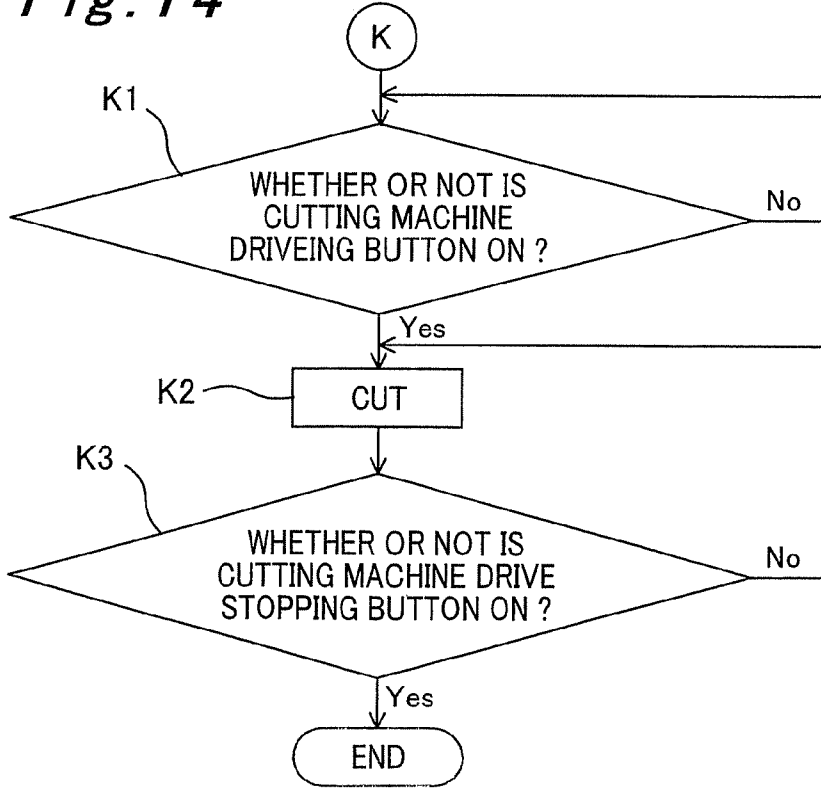 Fig. 14
K
K1
WHETHER OR NOT IS
CUTTING MACHINE
DRIVEING BUTTON ON ?
No
Yes
K2
CUT
K3
WHETHER OR NOT IS
CUTTING MACHINE DRIVE
STOPPING BUTTON ON ?
No
Yes
END